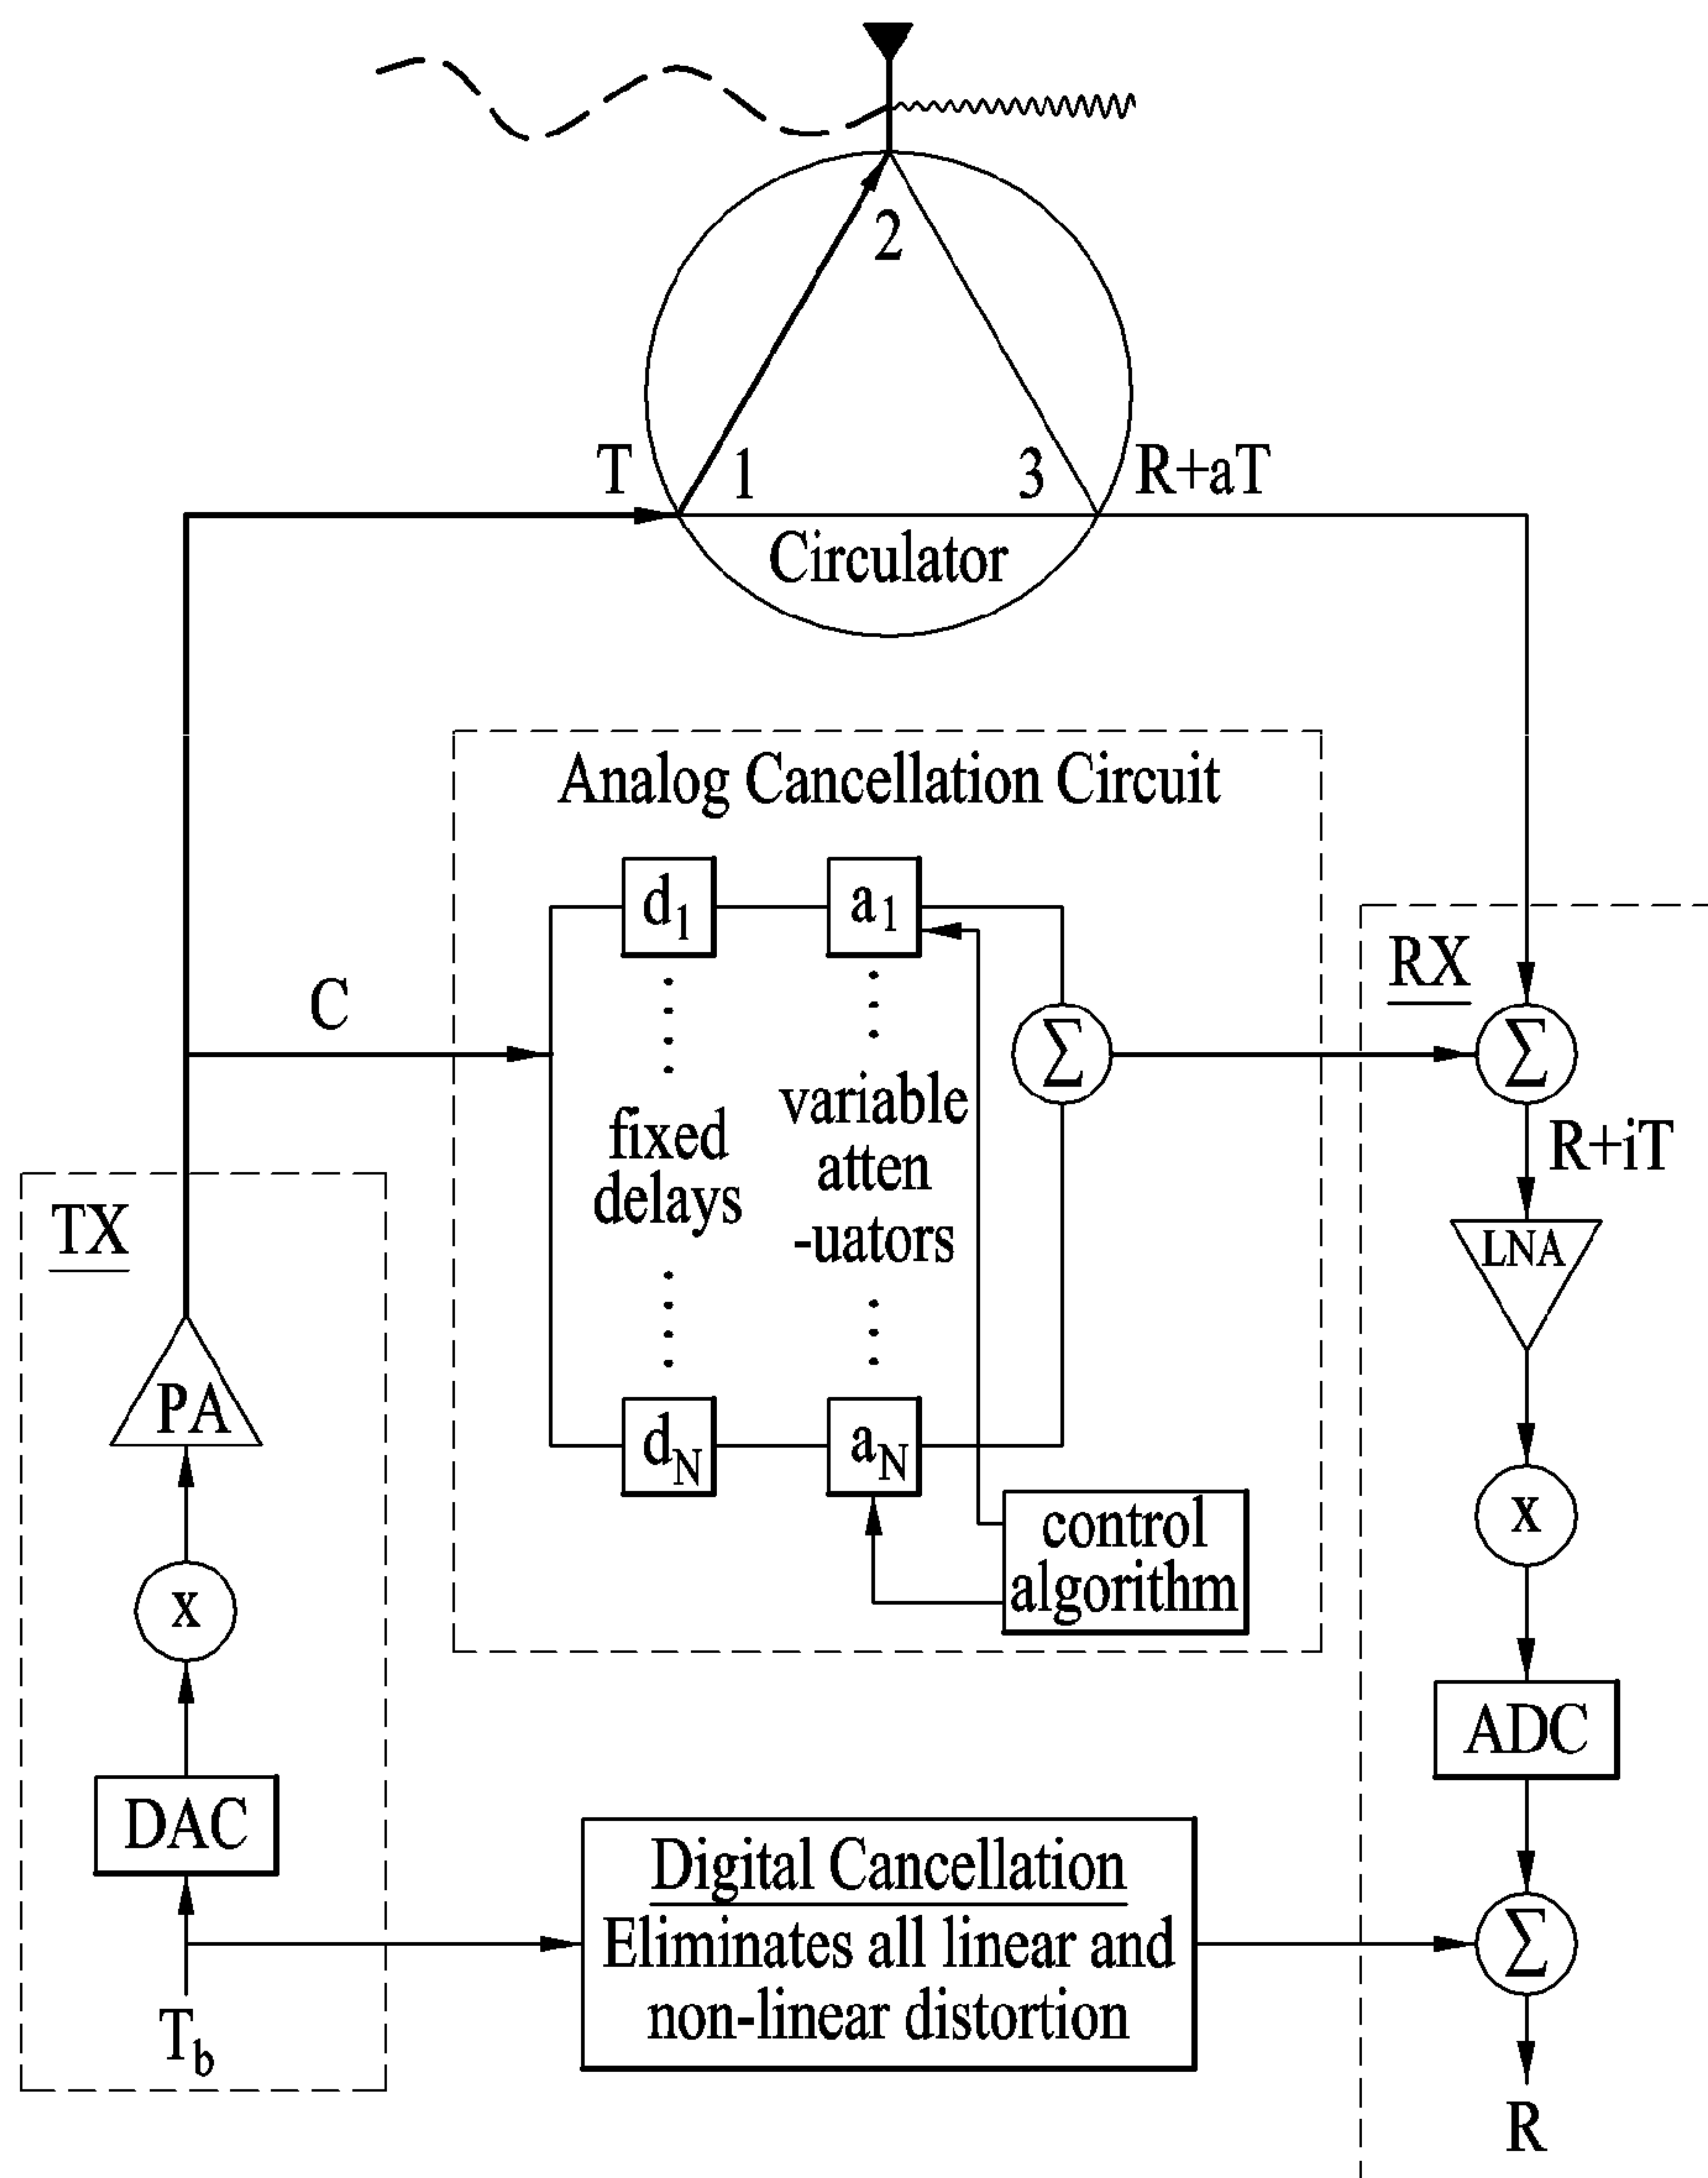 2
T
1
3
R+aT
Circulator
Analog Cancellation Circuit
d1
a1
RX
C
Σ
Σ
variable
atten
-uators
fixed
delays
R+iT
TX
LNA
PA
dN
aN
control
algorithm
x
x
ADC
DAC
Digital Cancellation
Eliminates all linear and
non-linear distortion
Σ
Tb
R